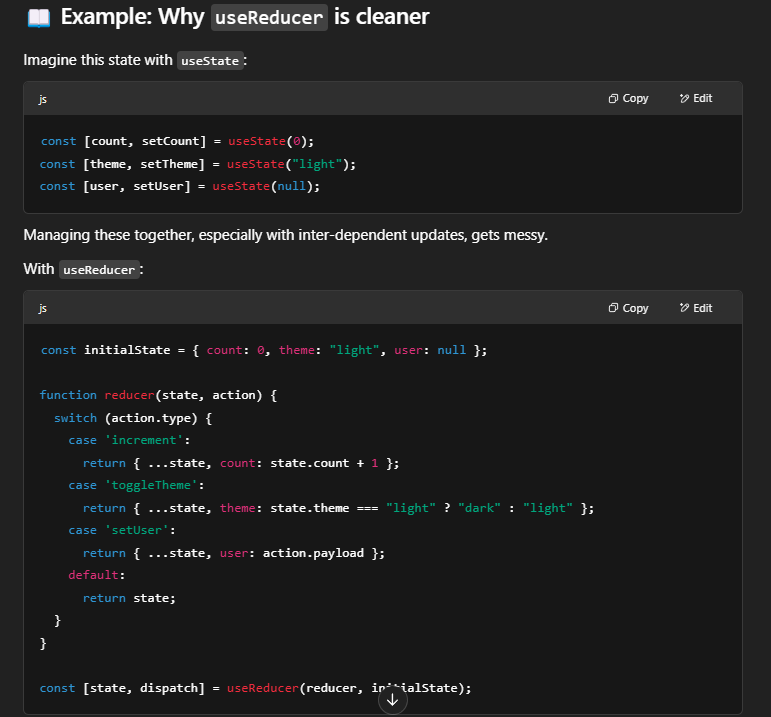 📖 Example: Why useReducer is cleaner
Imagine this state with useState:
js
Copy
Edit
const [count, setCount] = useState(0);
const [theme, setTheme] = useState("light");
const [user, setUser] = useState(null);
Managing these together, especially with inter-dependent updates, gets messy.
With useReducer:
js
Copy
Edit
const initialState = { count: 0, theme: "light", user: null };
function reducer(state, action) {
  switch (action.type) {
    case 'increment':
      return { ...state, count: state.count + 1 };
    case 'toggleTheme':
      return { ...state, theme: state.theme === "light" ? "dark" : "light" };
    case 'setUser':
      return { ...state, user: action.payload };
    default:
      return state;
  }
}
const [state, dispatch] = useReducer(reducer, initialState);